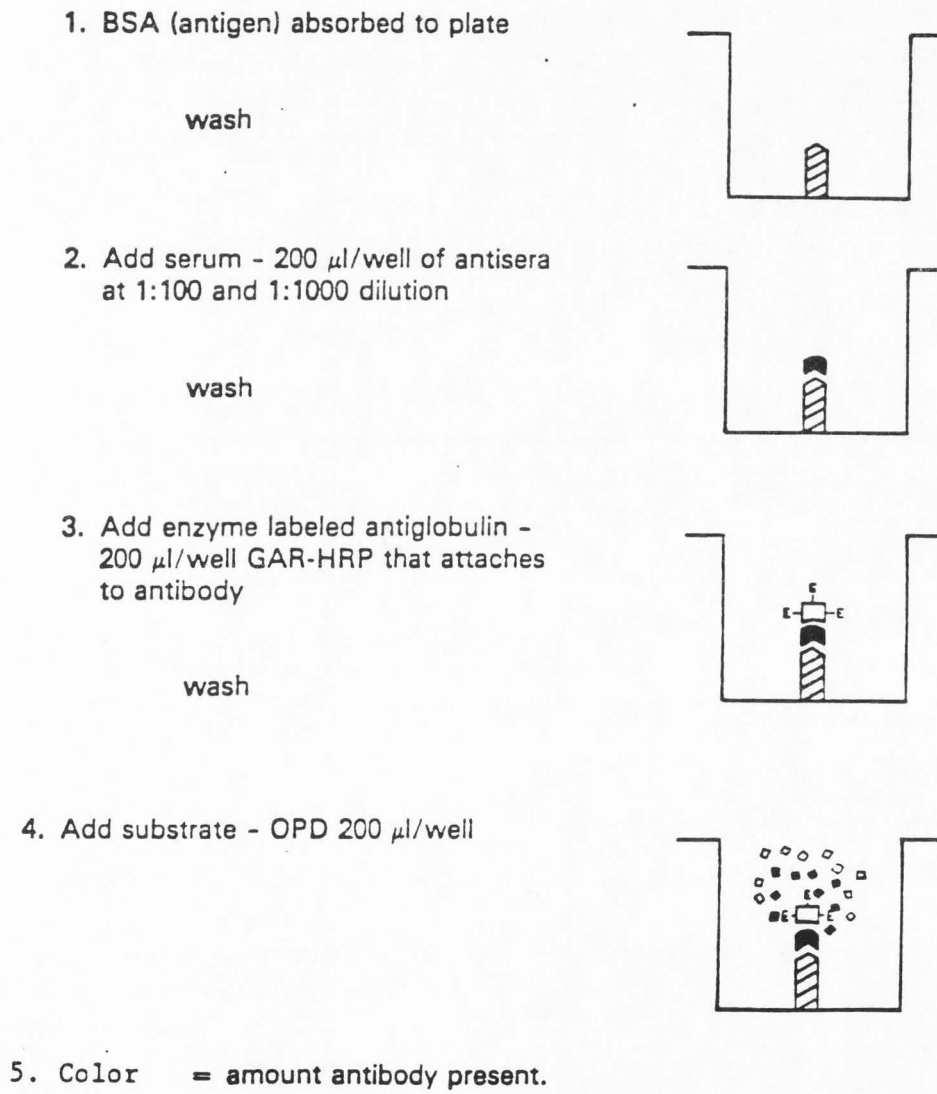 1. BSA (antigen) absorbed to plate
wash
2. Add serum - 200 μl/well of antisera
at 1:100 and 1:1000 dilution
wash
3. Add enzyme labeled antiglobulin -
200 μl/well GAR-HRP that attaches
to antibody
E
E E
wash
4. Add substrate - OPD 200 μl/well
E
E E
5. Color = amount antibody present.